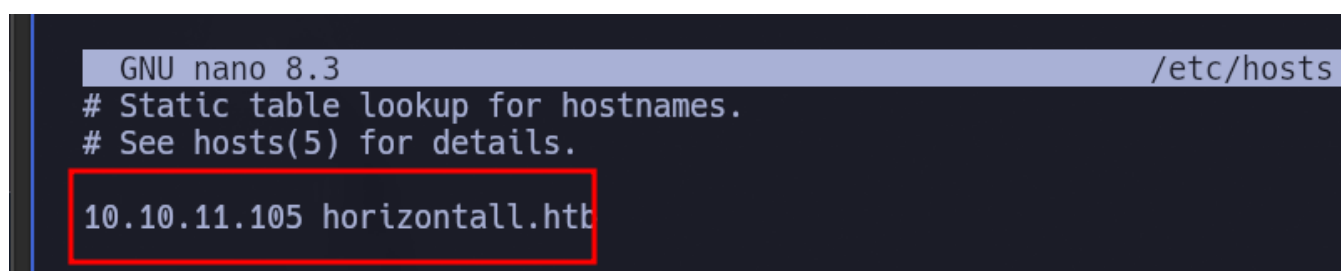 GNU nano 8.3 /etc/hosts
# Static table lookup for hostnames.
# See hosts(5) for details.
10.10.11.105 horizontall.htb